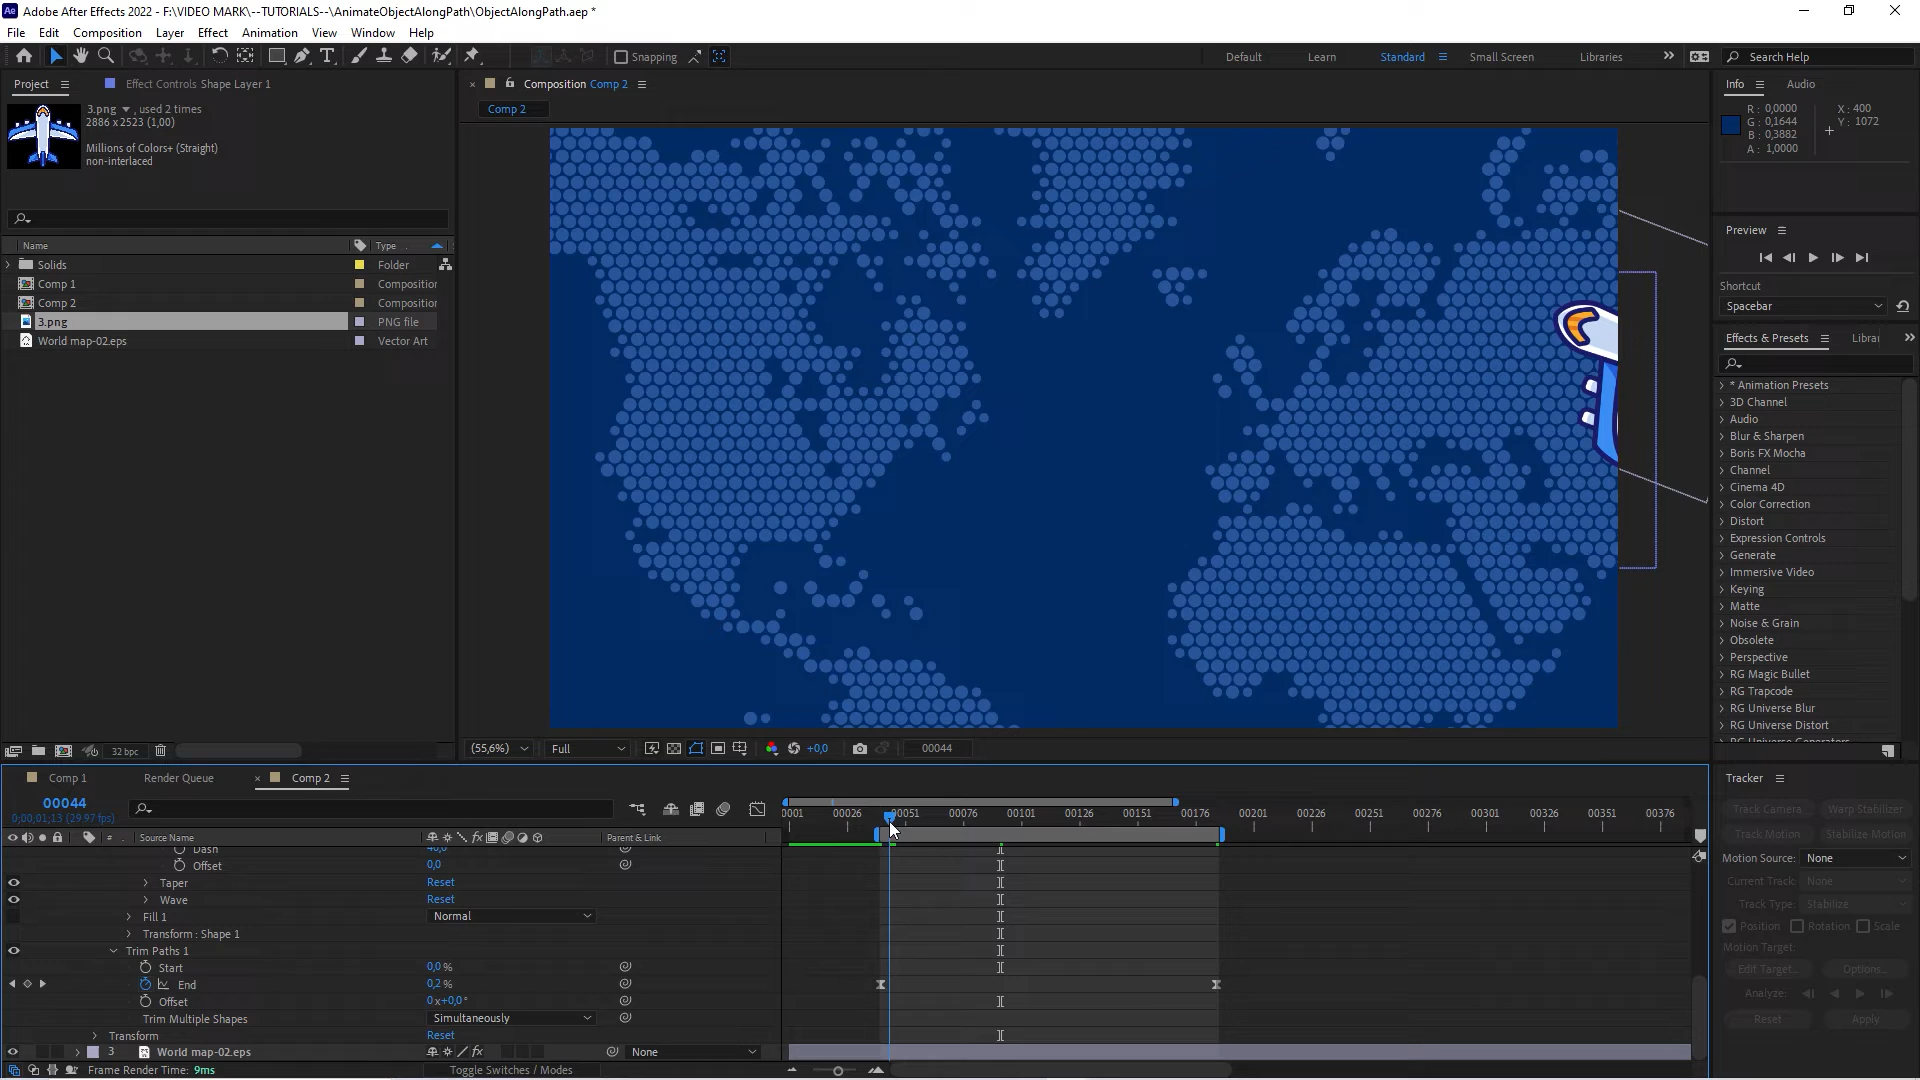 Adobe After Effects 2022 - F:\VIDEO MARK\--TUTORIALS--\AnimateObjectAlongPath\ObjectAlongPath.aep *
File Edit Composition Layer Effect Animation View Window Help
Snapping
Default Learn Standard Small Screen Libraries
Search Help
Project
Effect Controls Shape Layer 1
3.png , used 2 times
2886 x 2523 (1,00)
Millions of Colors+ (Straight)
non-interlaced
Name Type
Solids Folder
Comp 1 Composition
Comp 2 Composition
3.png PNG file
World map-02.eps Vector Art
32 bpc
Composition Comp 2
Comp 2
(55,6%) Full +0,0 00044
Info Audio
R : 0,0000
G : 0,1644
B : 0,3882
A : 1,0000
X : 400
Y : 1072
Preview
Shortcut
Spacebar
Effects & Presets Librar
* Animation Presets
3D Channel
Audio
Blur & Sharpen
Boris FX Mocha
Channel
Cinema 4D
Color Correction
Distort
Expression Controls
Generate
Immersive Video
Keying
Matte
Noise & Grain
Obsolete
Perspective
RG Magic Bullet
RG Trapcode
RG Universe Blur
RG Universe Distort
RG Universe Generators
Comp 1 Render Queue Comp 2
00044
0;00;01;13 (29.97 fps)
# Source Name Parent & Link
0001 00026 00051 00076 00101 00126 00151 00176 00201 00226 00251 00276 00301 00326 00351 00376
Dash 40,0
Offset 0,0
Taper Reset
Wave Reset
Fill 1 Normal
Transform : Shape 1
Trim Paths 1
Start 0,0 %
End 0,2 %
Offset 0 x+0,0 °
Trim Multiple Shapes Simultaneously
Transform Reset
3 World map-02.eps None
Frame Render Time: 9ms
Toggle Switches / Modes
Tracker
Track Camera Warp Stabilizer
Track Motion Stabilize Motion
Motion Source: None
Current Track: None
Track Type: Stabilize
Position Rotation Scale
Motion Target:
Edit Target... Options...
Analyze:
Reset Apply